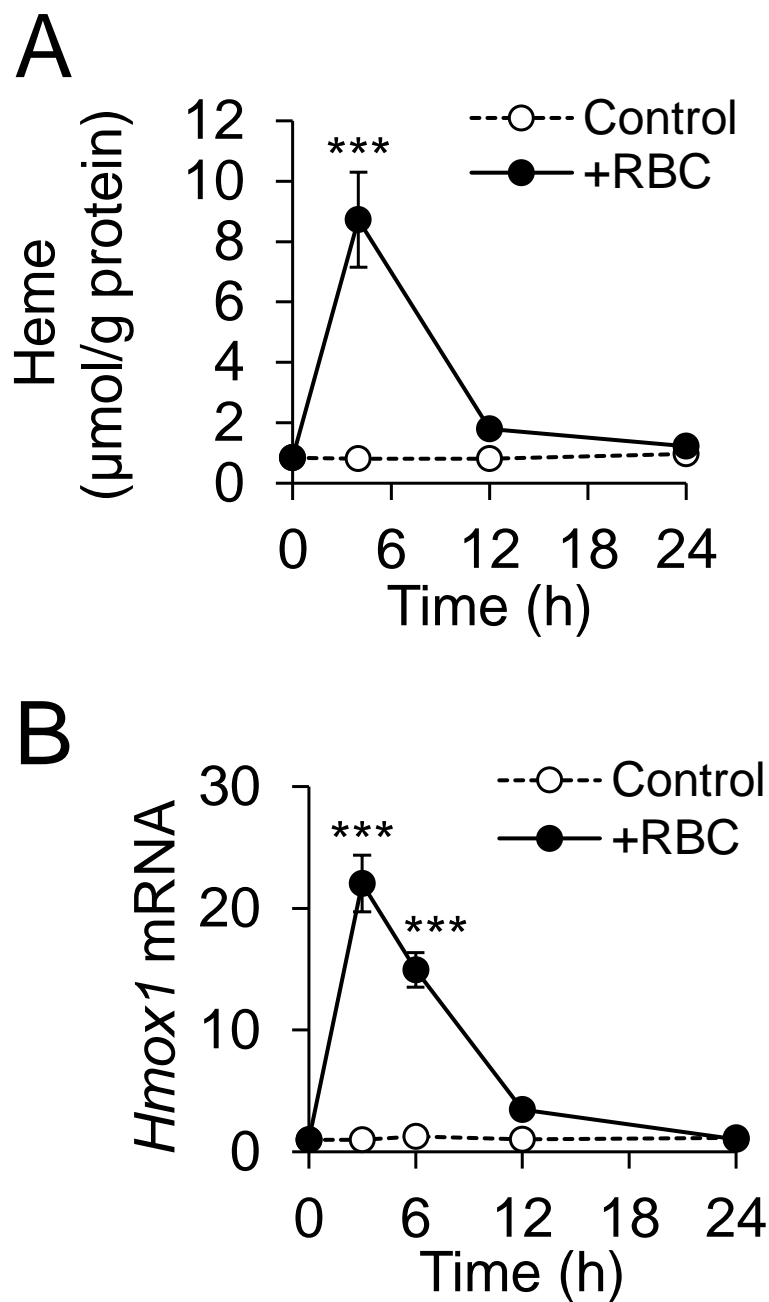 A
Heme
(µmol/g protein)
12
10
8
6
4
2
0
***
Control
+RBC
0 6 12 18 24
Time (h)
B
Hmox1 mRNA
30
20
10
0
***
***
Control
+RBC
0 6 12 18 24
Time (h)